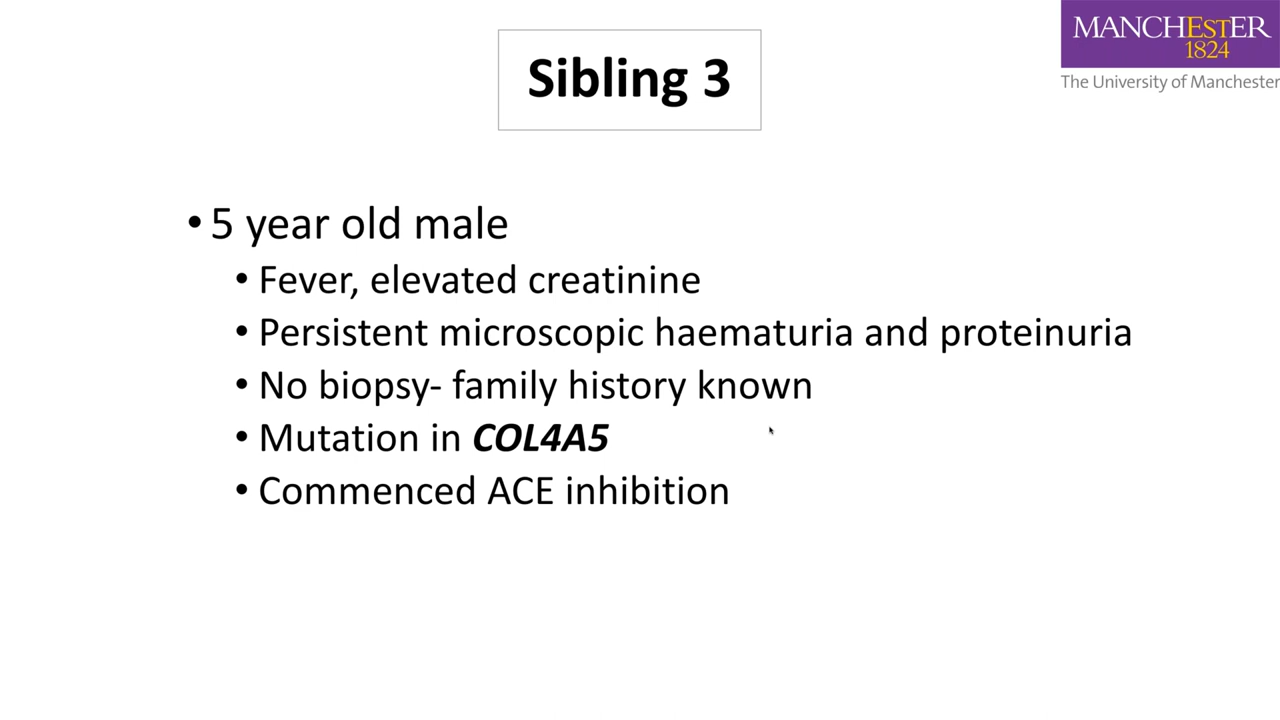 MANCHESTER
1824
The University of Manchester
Sibling 3
• 5 year old male
• Fever, elevated creatinine
• Persistent microscopic haematuria and proteinuria
• No biopsy- family history known
• Mutation in COL4A5
• Commenced ACE inhibition